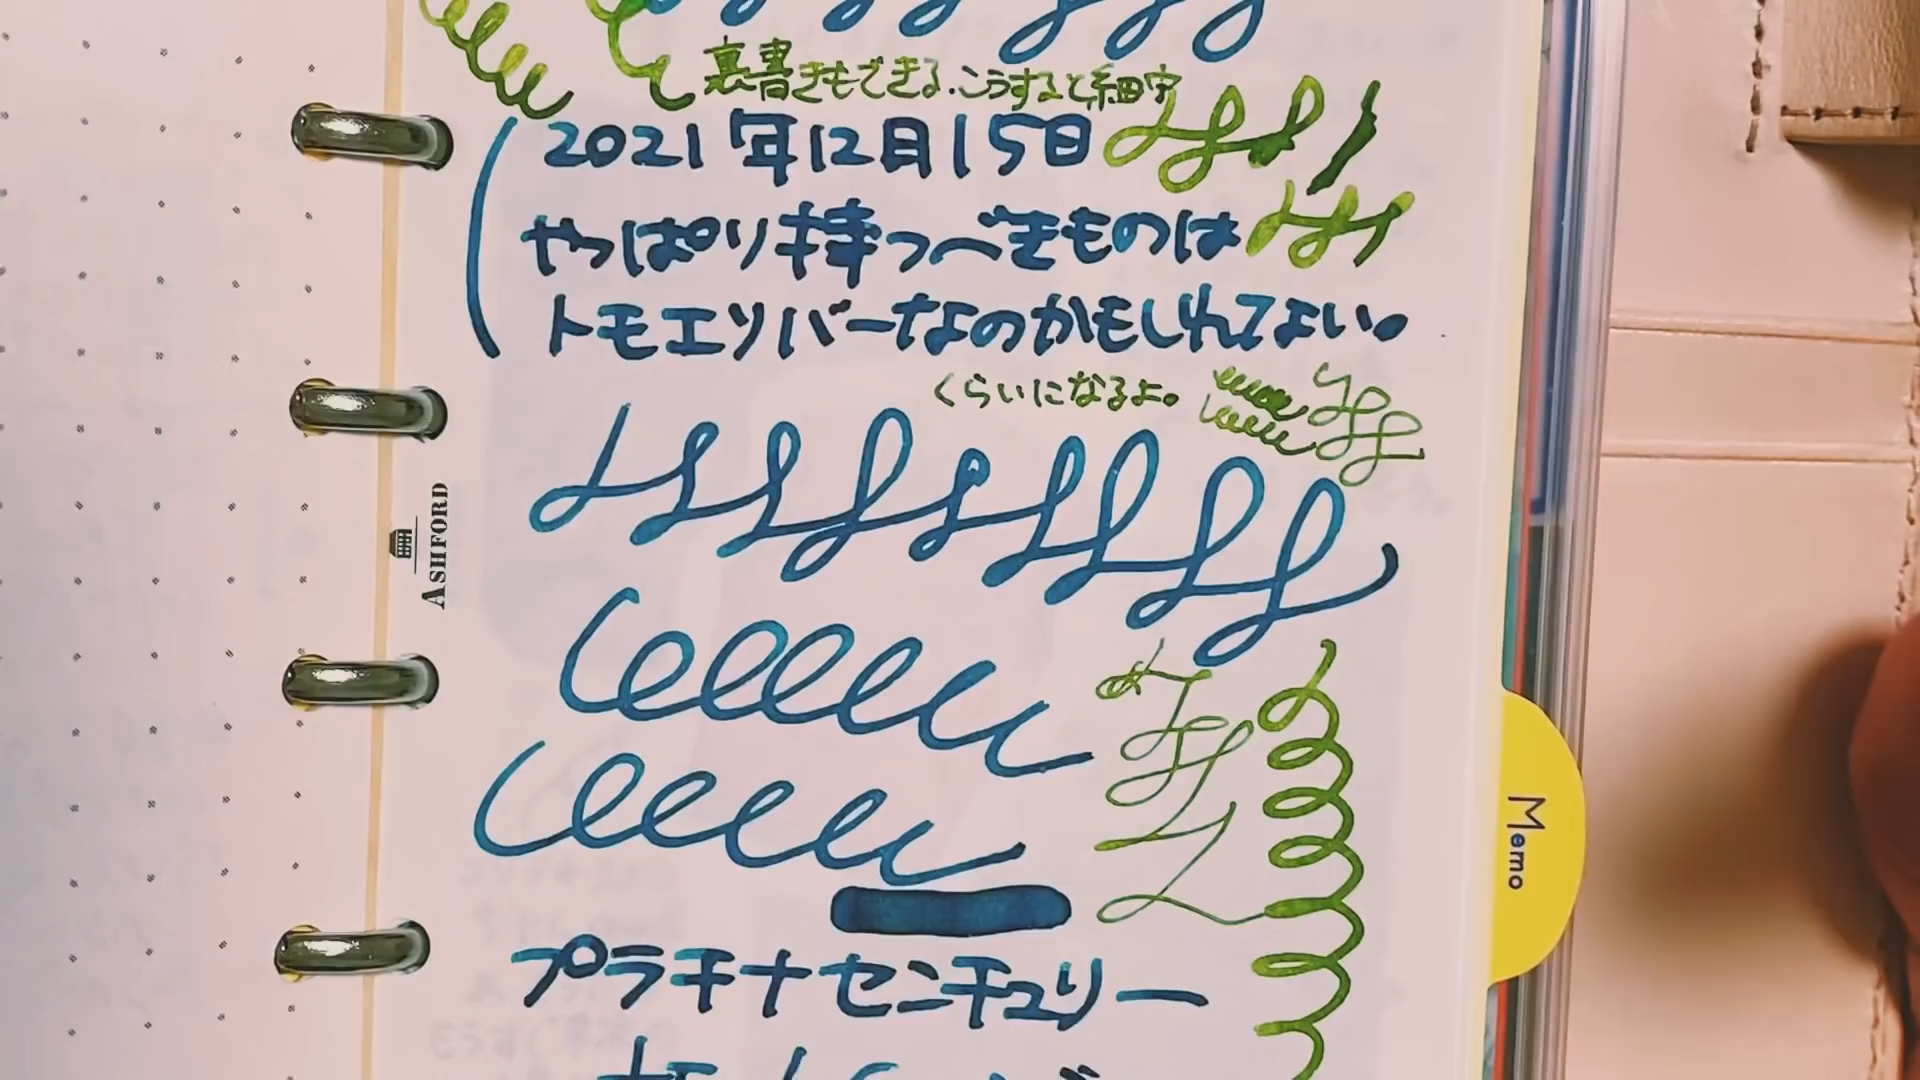 裏書きもできる.こうすると細字
2021年12月15日
やっぱり持つべきものは
トモエリバーなのかもしれてよい。
くらいになるよ。
ASHFORD
Memo
プラチナセンチュリー